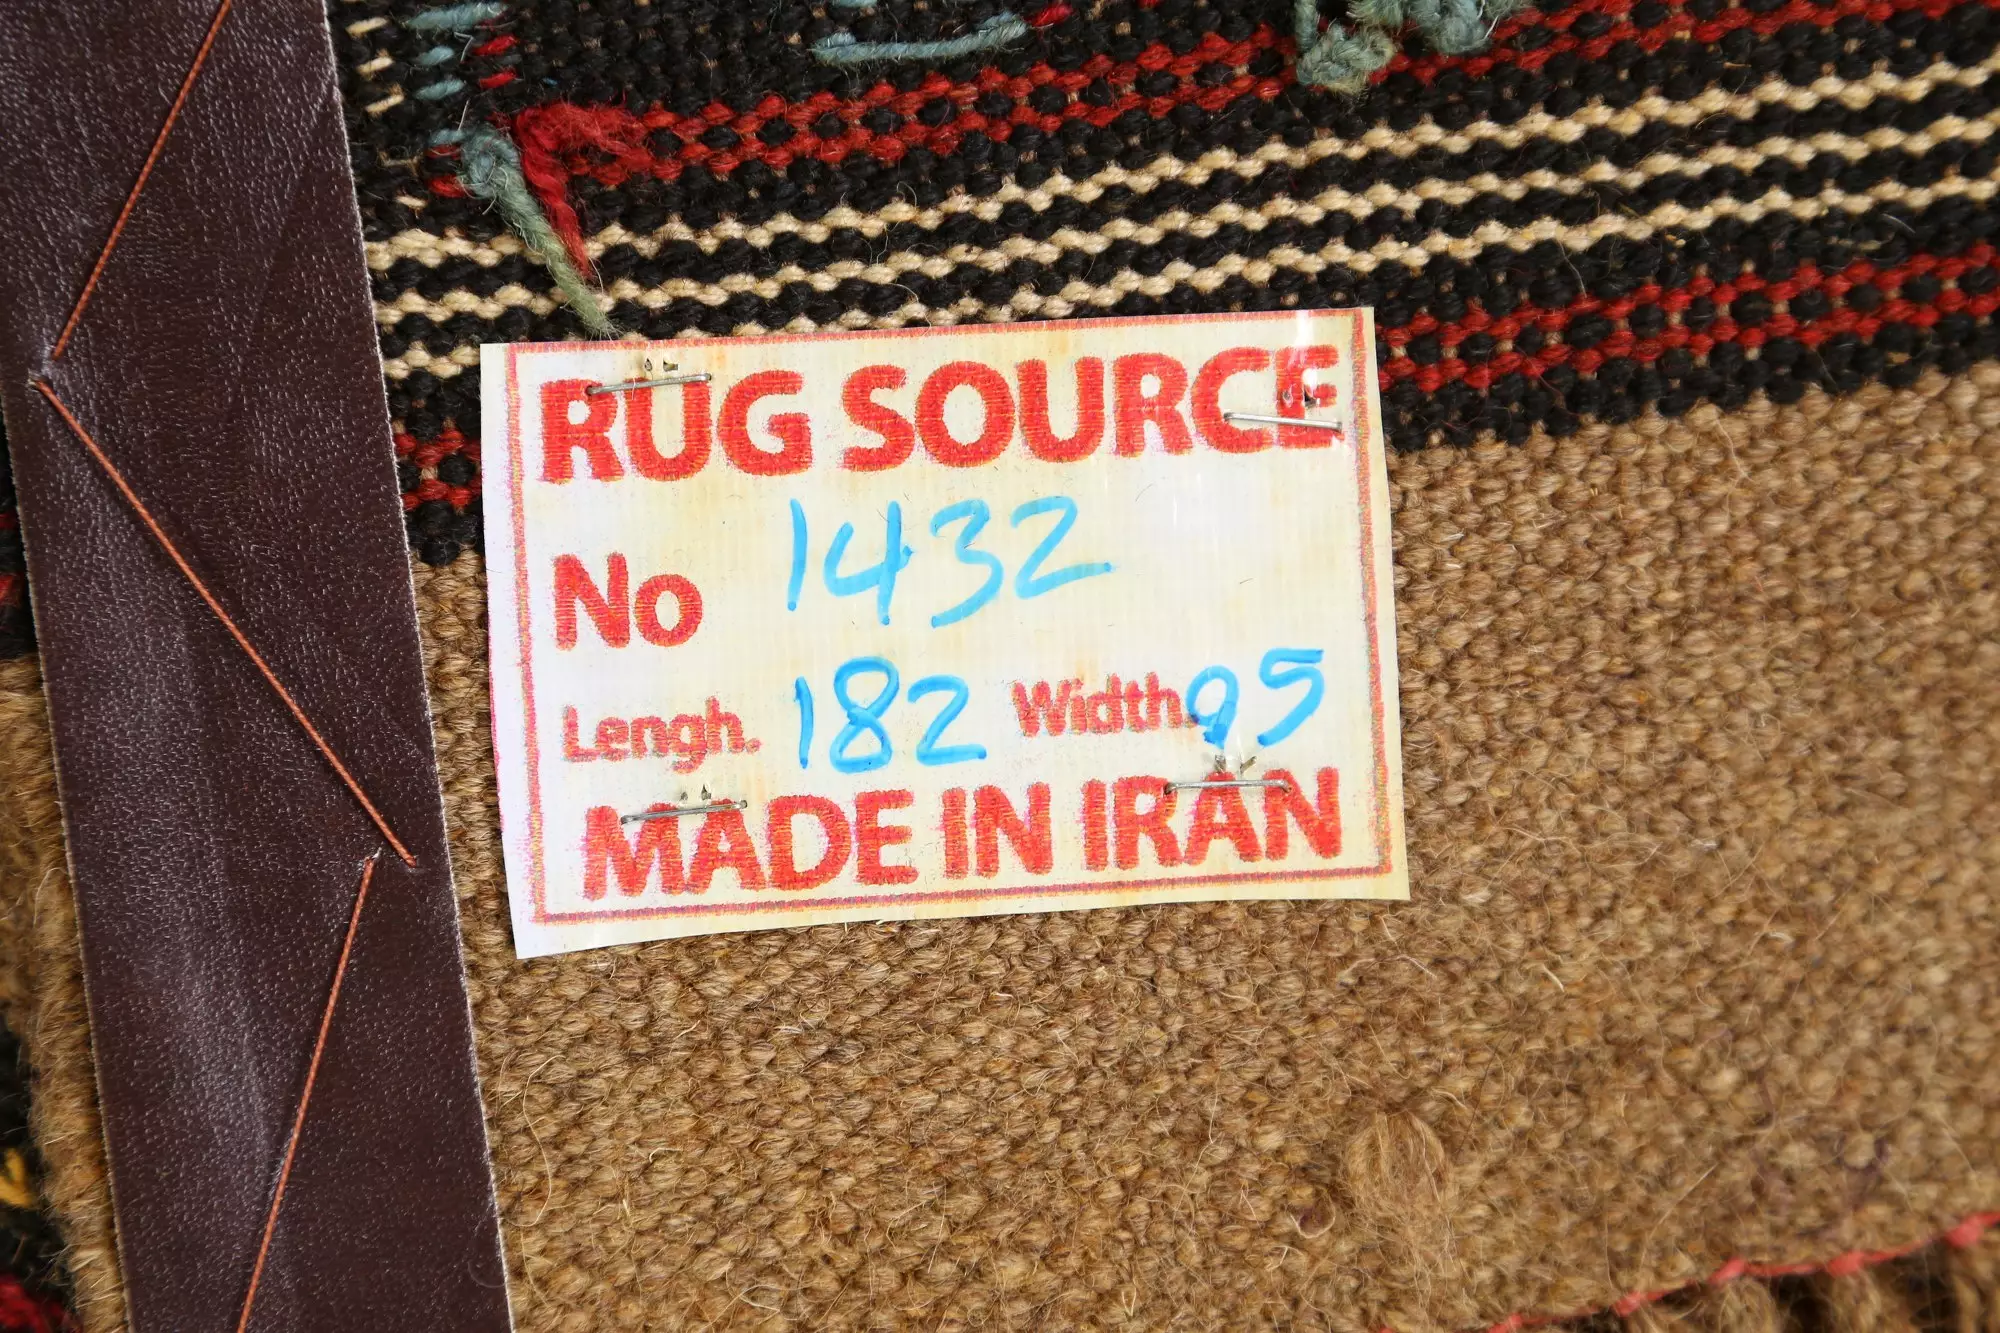 RUG SOURCE
No 1432
Lengh. 182 Width. 95
MADE IN IRAN